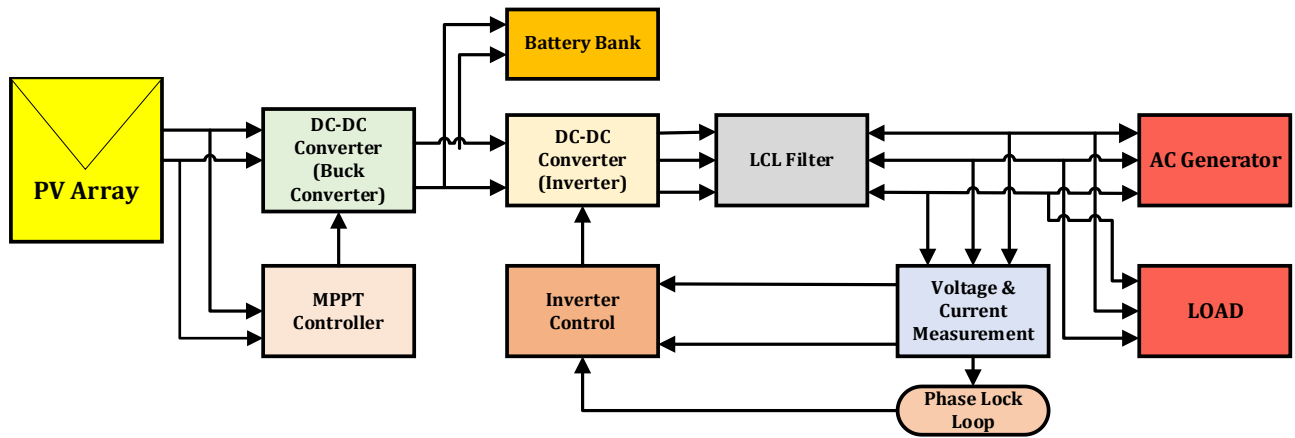 Battery Bank
PV Array
DC-DC
Converter
(Buck
Converter)
DC-DC
Converter
(Inverter)
LCL Filter
AC Generator
MPPT
Controller
Inverter
Control
Voltage &
Current
Measurement
LOAD
Phase Lock
Loop